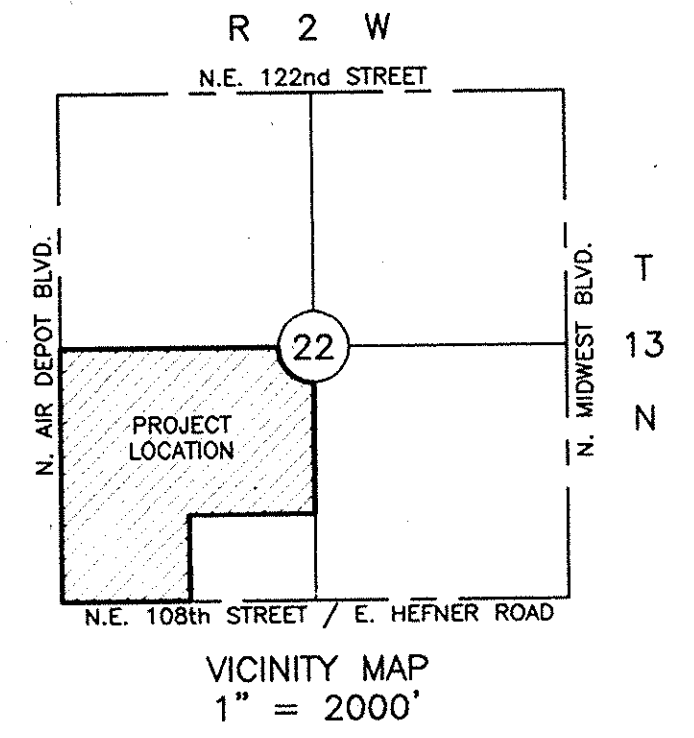 R 2 W
N.E. 122nd STREET
N. AIR DEPOT BLVD.
N. MIDWEST BLVD.
T
13
N
22
PROJECT
LOCATION
N.E. 108th STREET / E. HEFNER ROAD
VICINITY MAP
1" = 2000'